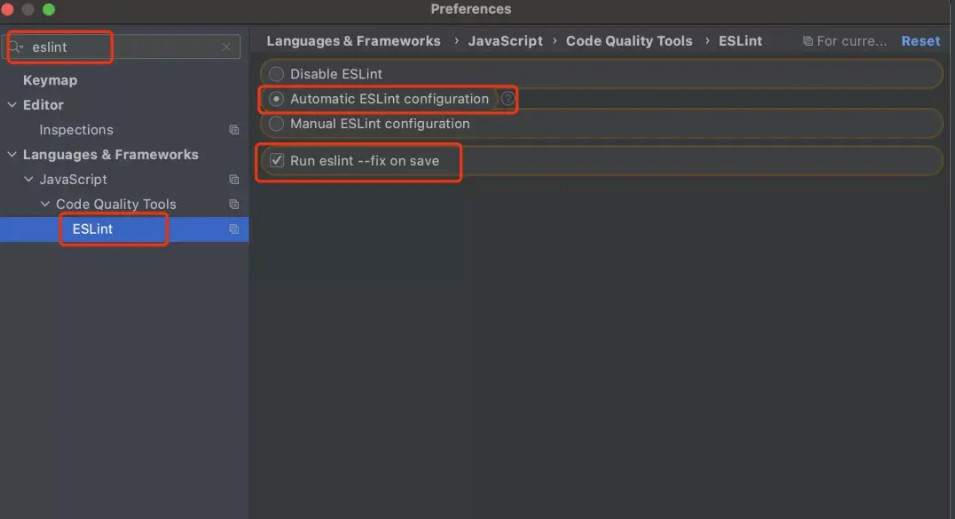 Preferences
eslint
Keymap
Editor
Inspections
Languages & Frameworks
JavaScript
Code Quality Tools
ESLint
Languages & Frameworks › JavaScript › Code Quality Tools › ESLint
For curre...
Reset
Disable ESLint
Automatic ESLint configuration ?
Manual ESLint configuration
Run eslint --fix on save